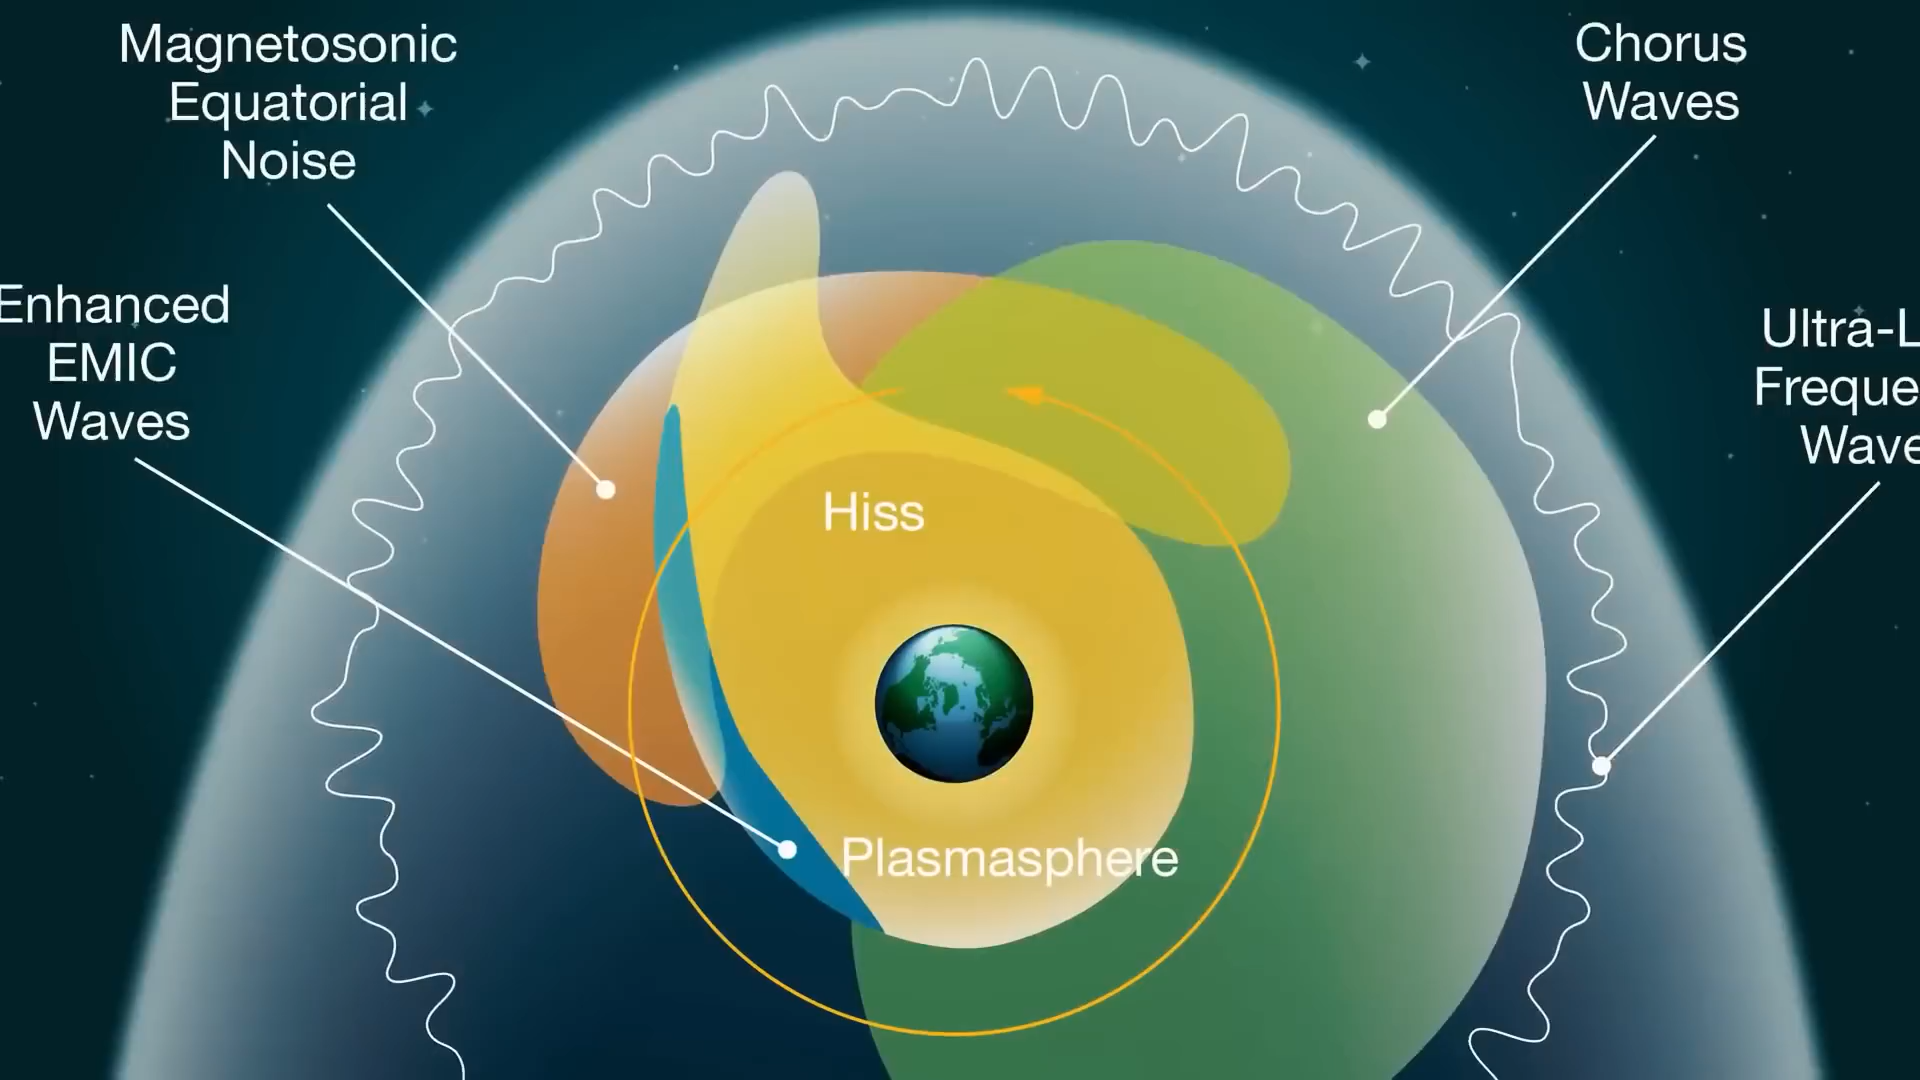 Magnetosonic
Equatorial
Noise
Chorus
Waves
Enhanced
EMIC
Waves
Ultra-L
Freque
Wave
Hiss
Plasmasphere